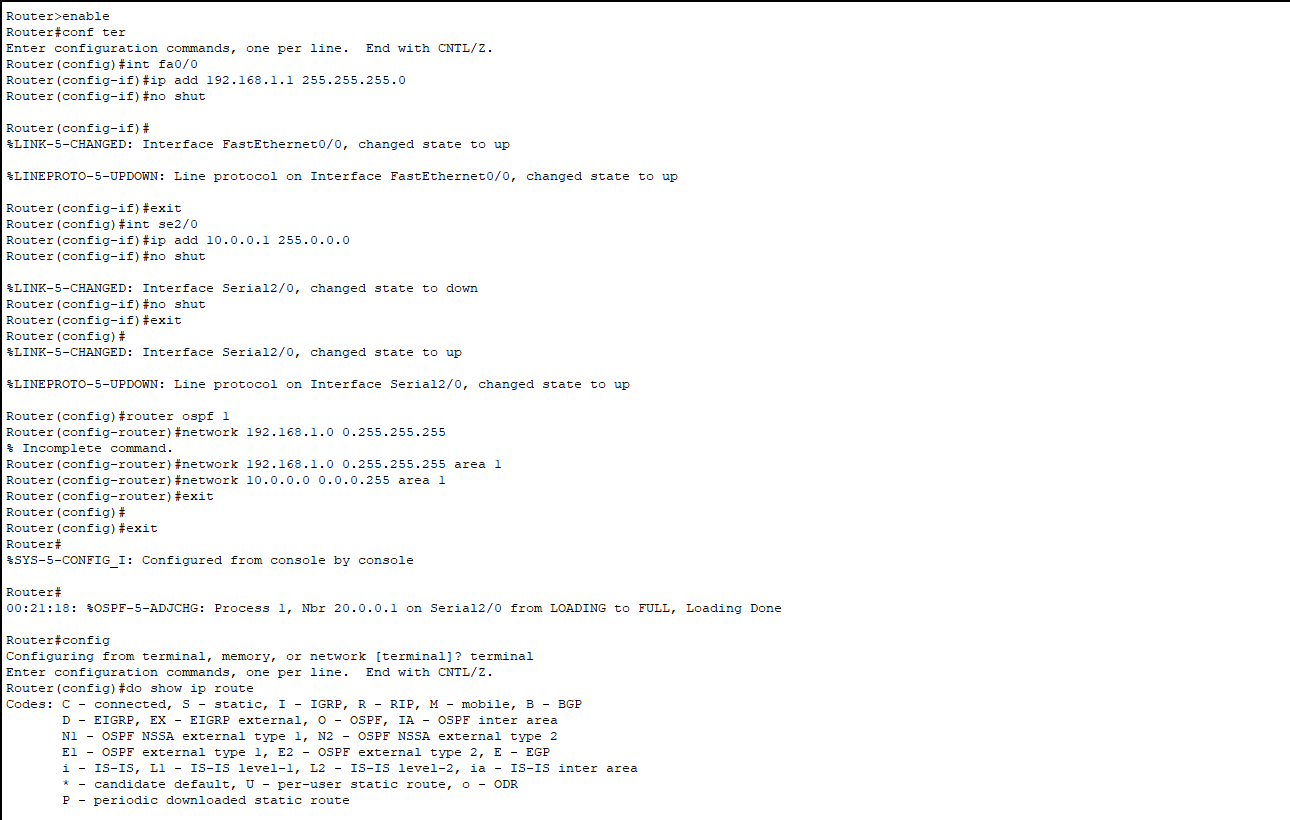 Router>enable
Router#conf ter
Enter configuration commands, one per line.  End with CNTL/Z.
Router(config)#int fa0/0
Router(config-if)#ip add 192.168.1.1 255.255.255.0
Router(config-if)#no shut
Router(config-if)#
%LINK-5-CHANGED: Interface FastEthernet0/0, changed state to up
%LINEPROTO-5-UPDOWN: Line protocol on Interface FastEthernet0/0, changed state to up
Router(config-if)#exit
Router(config)#int se2/0
Router(config-if)#ip add 10.0.0.1 255.0.0.0
Router(config-if)#no shut
%LINK-5-CHANGED: Interface Serial2/0, changed state to down
Router(config-if)#no shut
Router(config-if)#exit
Router(config)#
%LINK-5-CHANGED: Interface Serial2/0, changed state to up
%LINEPROTO-5-UPDOWN: Line protocol on Interface Serial2/0, changed state to up
Router(config)#router ospf 1
Router(config-router)#network 192.168.1.0 0.255.255.255
% Incomplete command.
Router(config-router)#network 192.168.1.0 0.255.255.255 area 1
Router(config-router)#network 10.0.0.0 0.0.0.255 area 1
Router(config-router)#exit
Router(config)#
Router(config)#exit
Router#
%SYS-5-CONFIG_I: Configured from console by console
Router#
00:21:18: %OSPF-5-ADJCHG: Process 1, Nbr 20.0.0.1 on Serial2/0 from LOADING to FULL, Loading Done
Router#config
Configuring from terminal, memory, or network [terminal]? terminal
Enter configuration commands, one per line.  End with CNTL/Z.
Router(config)#do show ip route
Codes: C - connected, S - static, I - IGRP, R - RIP, M - mobile, B - BGP
D - EIGRP, EX - EIGRP external, O - OSPF, IA - OSPF inter area
N1 - OSPF NSSA external type 1, N2 - OSPF NSSA external type 2
E1 - OSPF external type 1, E2 - OSPF external type 2, E - EGP
i - IS-IS, L1 - IS-IS level-1, L2 - IS-IS level-2, ia - IS-IS inter area
* - candidate default, U - per-user static route, o - ODR
P - periodic downloaded static route